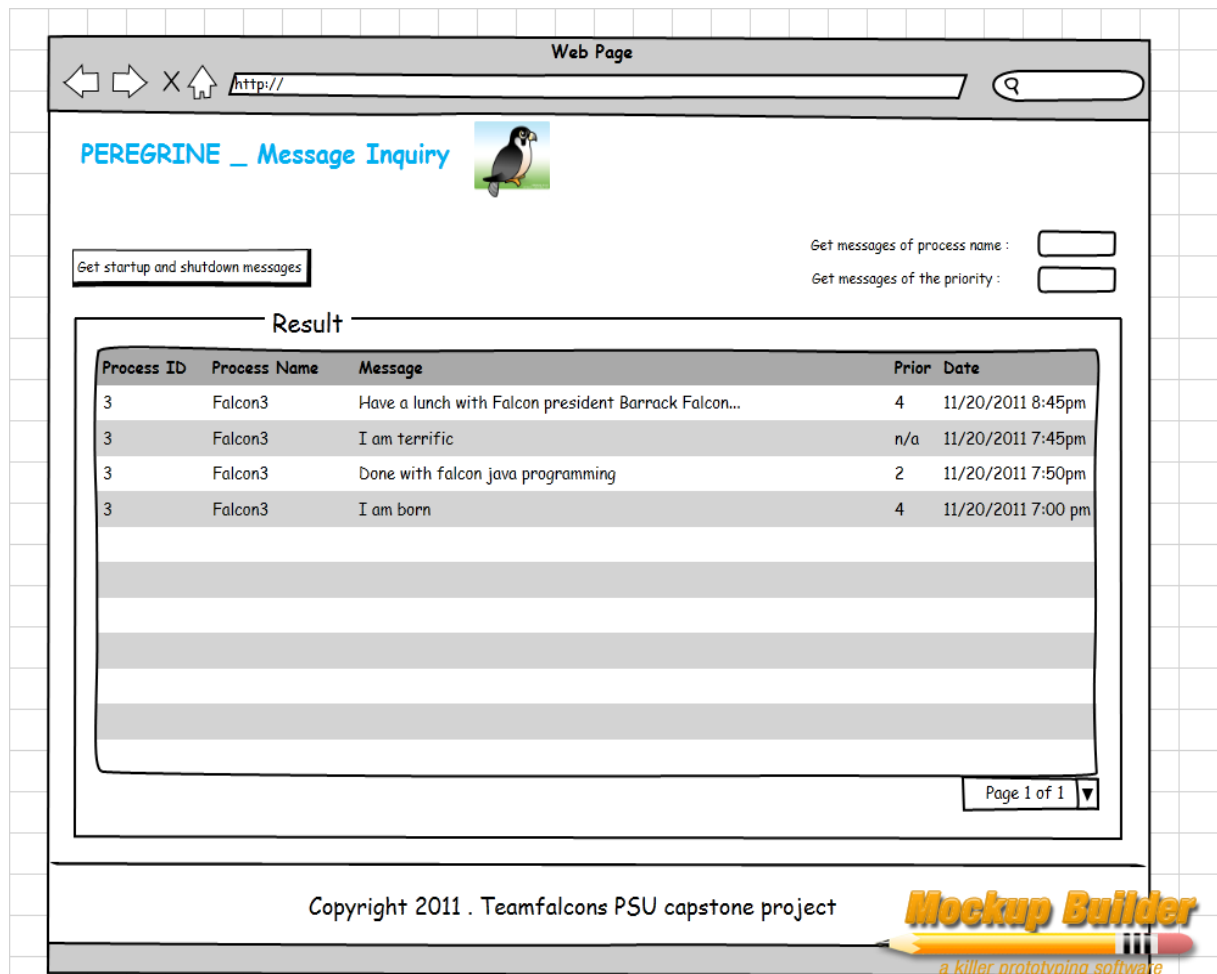 Web Page
http://
PEREGRINE _ Message Inquiry
Get messages of process name :
Get startup and shutdown messages
Get messages of the priority :
Result
Process ID Process Name Message Prior Date
3 Falcon3 Have a lunch with Falcon president Barrack Falcon... 4 11/20/2011 8:45pm
3 Falcon3 I am terrific n/a 11/20/2011 7:45pm
3 Falcon3 Done with falcon java programming 2 11/20/2011 7:50pm
3 Falcon3 I am born 4 11/20/2011 7:00 pm
Page 1 of 1
Copyright 2011 . Teamfalcons PSU capstone project
Mockup Builder
a killer prototyping software